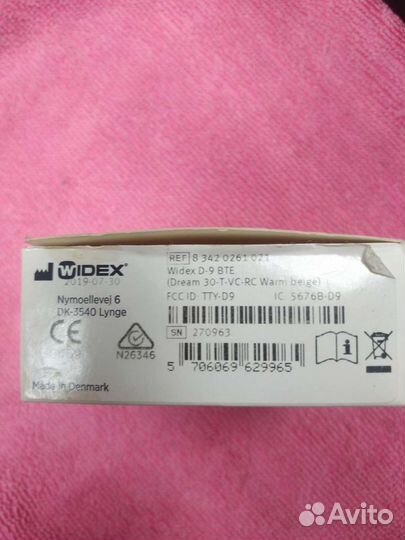 WIDEX®
2019-07-30
Nymoellevej 6
DK-3540 Lynge
CE
N26346
Made in Denmark
REF 8 342 0261 021
Widex D-9 BTE
(Dream 30-T-VC-RC Warm beige)
FCC ID: TTY-D9 IC: 5676B-D9
SN 270963
5 706069 629965
Avito